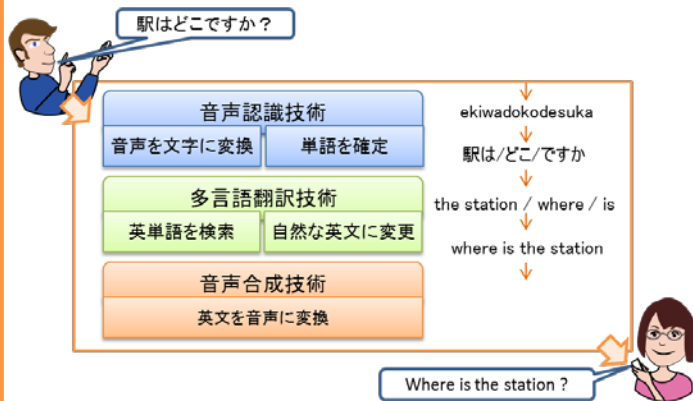 駅はどこですか？
音声認識技術
音声を文字に変換
単語を確定
ekiwadokodesuka
駅は/どこ/ですか
多言語翻訳技術
英単語を検索
自然な英文に変更
the station / where / is
where is the station
音声合成技術
英文を音声に変換
Where is the station ?